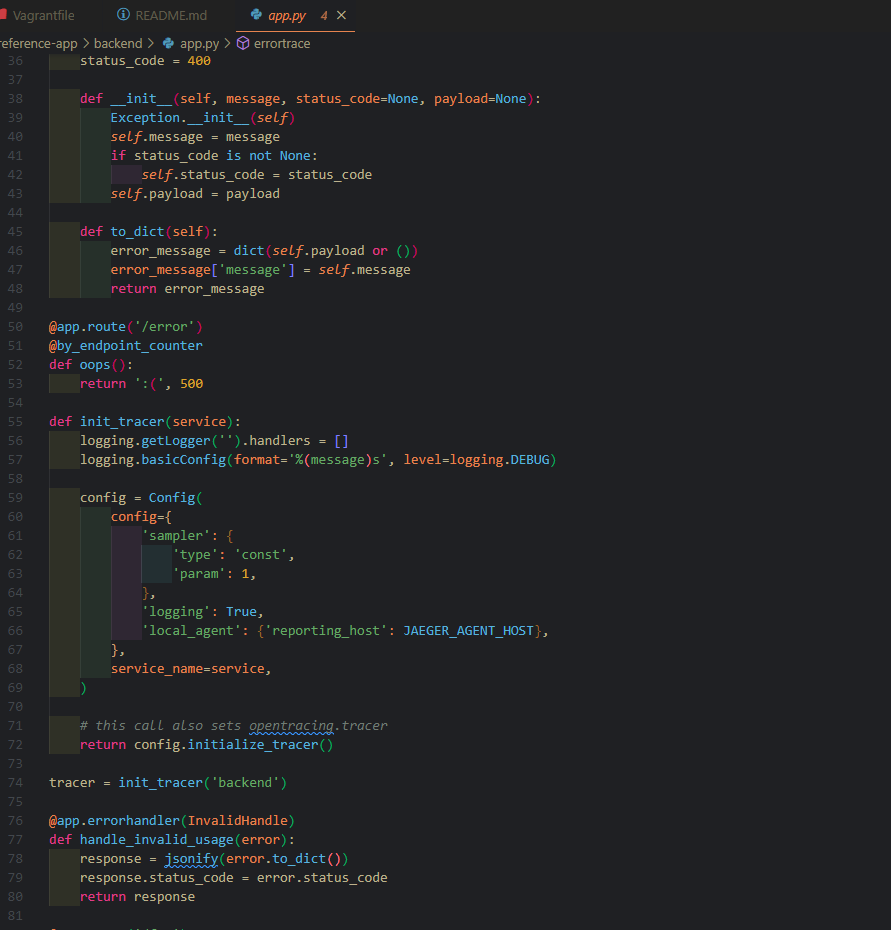 Vagrantfile README.md app.py 4
reference-app > backend > app.py > errortrace
36 status_code = 400
37
38 def __init__(self, message, status_code=None, payload=None):
39 Exception.__init__(self)
40 self.message = message
41 if status_code is not None:
42 self.status_code = status_code
43 self.payload = payload
44
45 def to_dict(self):
46 error_message = dict(self.payload or ())
47 error_message['message'] = self.message
48 return error_message
49
50 @app.route('/error')
51 @by_endpoint_counter
52 def oops():
53 return ':(', 500
54
55 def init_tracer(service):
56 logging.getLogger('').handlers = []
57 logging.basicConfig(format='%(message)s', level=logging.DEBUG)
58
59 config = Config(
60 config={
61 'sampler': {
62 'type': 'const',
63 'param': 1,
64 },
65 'logging': True,
66 'local_agent': {'reporting_host': JAEGER_AGENT_HOST},
67 },
68 service_name=service,
69 )
70
71 # this call also sets opentracing.tracer
72 return config.initialize_tracer()
73
74 tracer = init_tracer('backend')
75
76 @app.errorhandler(InvalidHandle)
77 def handle_invalid_usage(error):
78 response = jsonify(error.to_dict())
79 response.status_code = error.status_code
80 return response
81